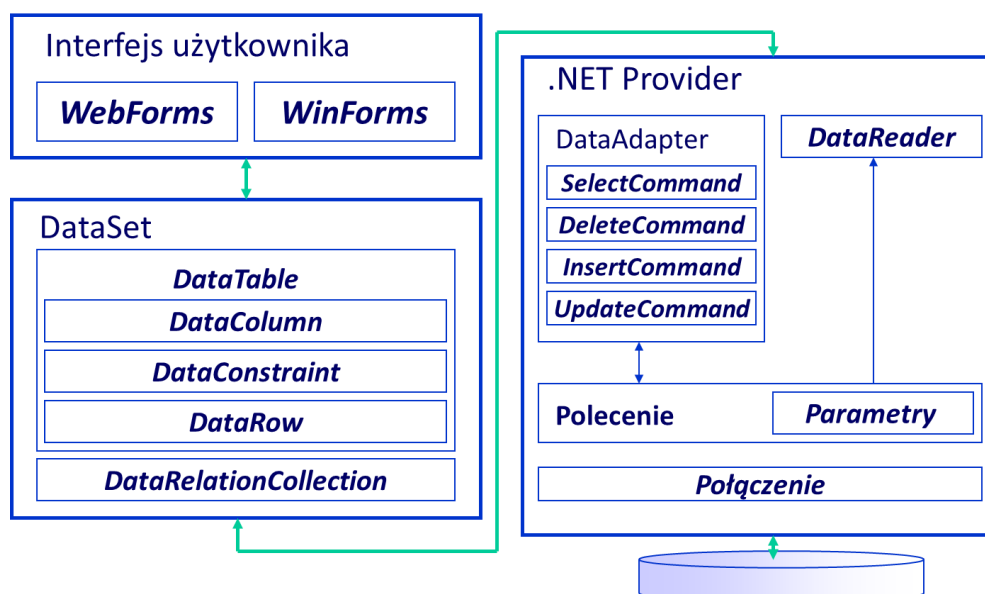 Interfejs użytkownika
WebForms
WinForms
DataSet
DataTable
DataColumn
DataConstraint
DataRow
DataRelationCollection
.NET Provider
DataAdapter
SelectCommand
DeleteCommand
InsertCommand
UpdateCommand
DataReader
Polecenie
Parametry
Połączenie